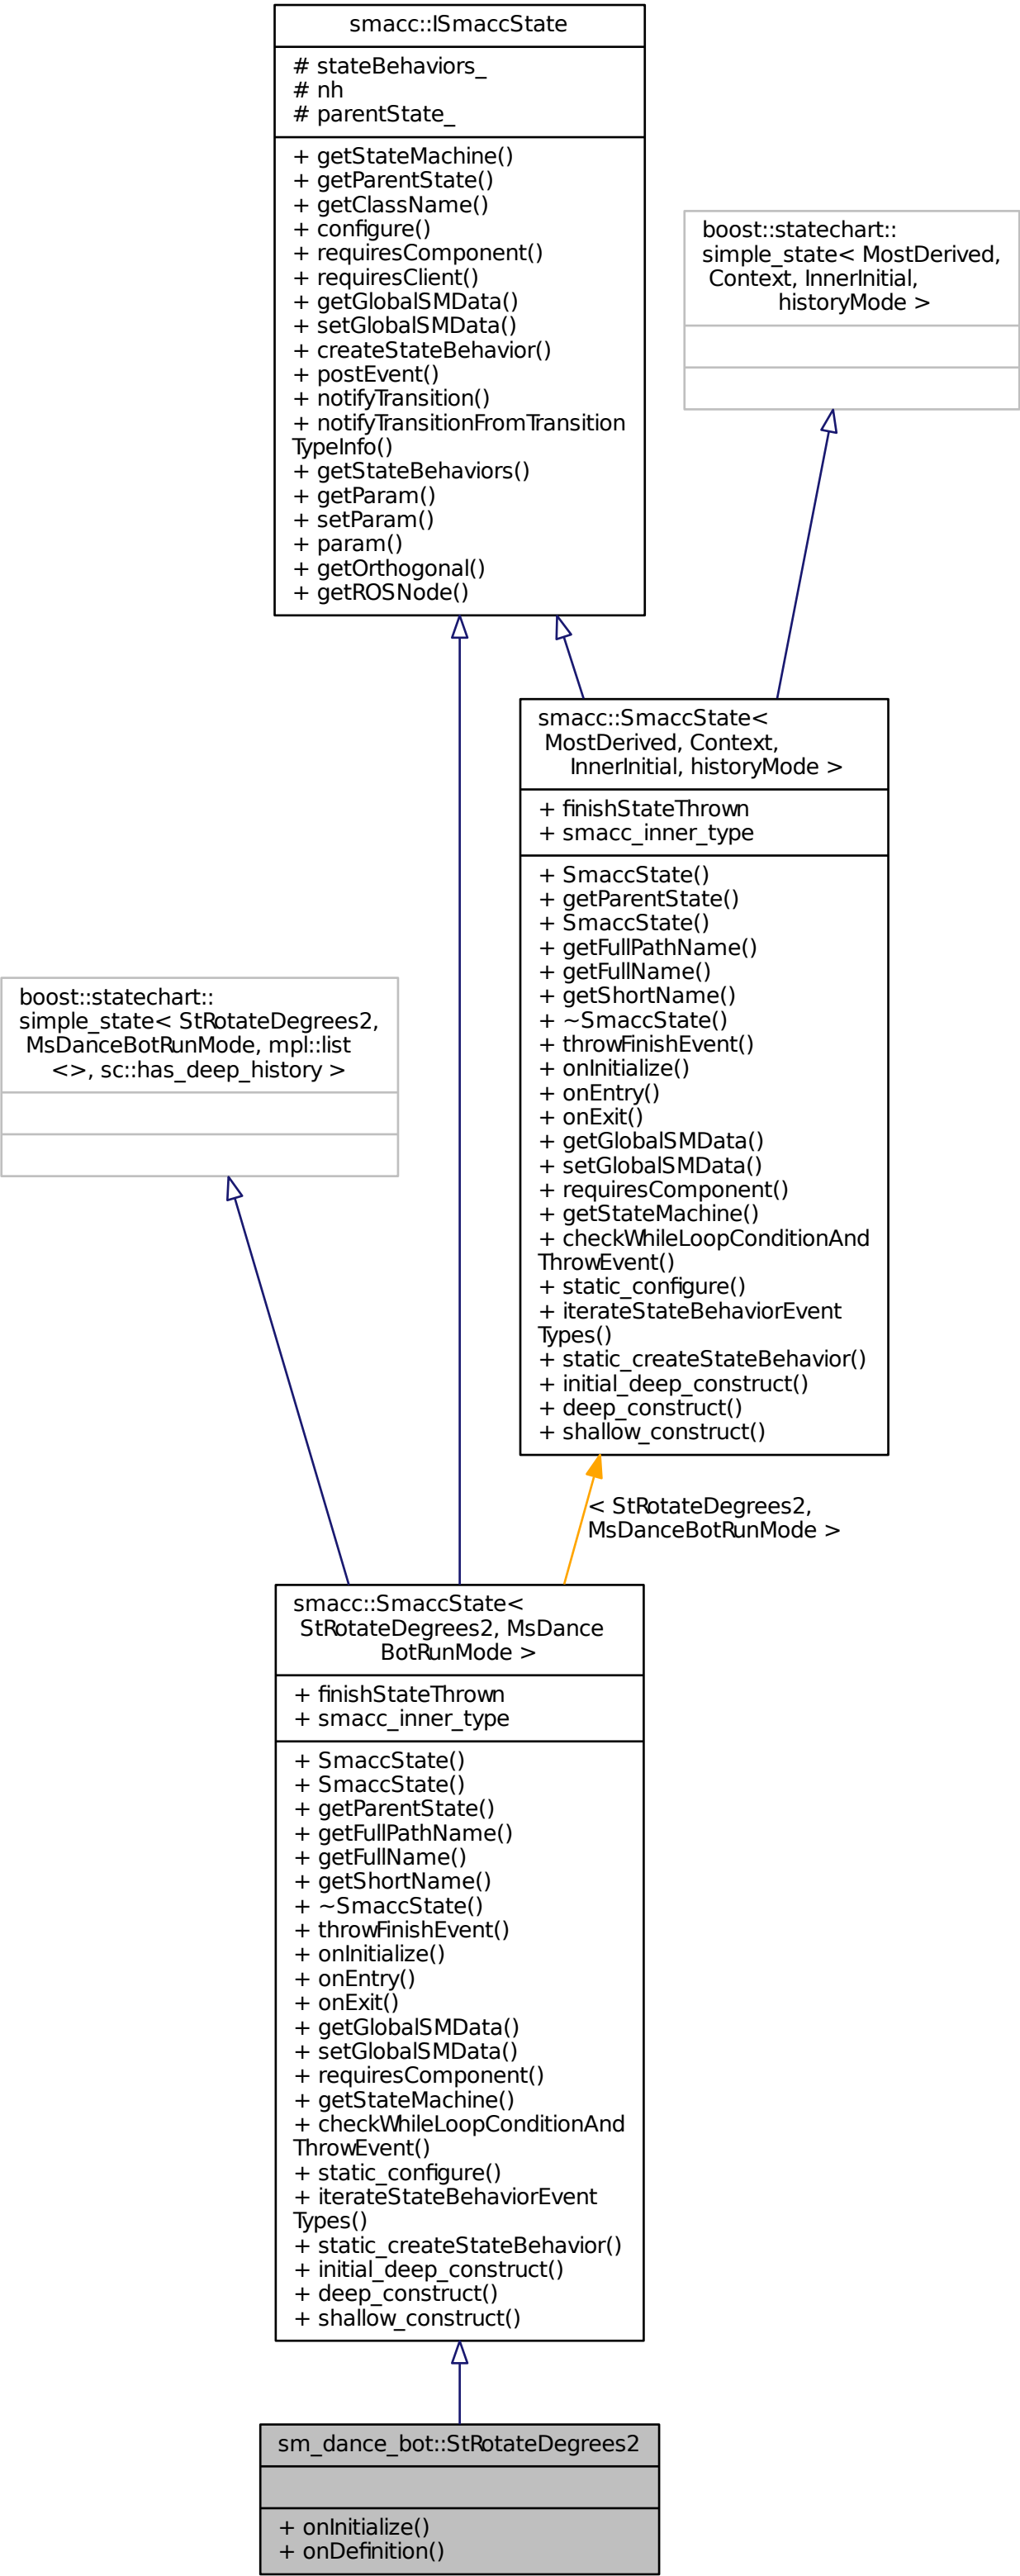 smacc::ISmaccState
# stateBehaviors_
# nh
# parentState_
+ getStateMachine()
+ getParentState()
+ getClassName()
+ configure()
+ requiresComponent()
+ requiresClient()
+ getGlobalSMData()
+ setGlobalSMData()
+ createStateBehavior()
+ postEvent()
+ notifyTransition()
+ notifyTransitionFromTransition
TypeInfo()
+ getStateBehaviors()
+ getParam()
+ setParam()
+ param()
+ getOrthogonal()
+ getROSNode()
boost::statechart::
simple_state< MostDerived,
Context, InnerInitial,
historyMode >
smacc::SmaccState<
MostDerived, Context,
InnerInitial, historyMode >
+ finishStateThrown
+ smacc_inner_type
+ SmaccState()
+ getParentState()
+ SmaccState()
+ getFullPathName()
+ getFullName()
+ getShortName()
+ ~SmaccState()
+ throwFinishEvent()
+ onInitialize()
+ onEntry()
+ onExit()
+ getGlobalSMData()
+ setGlobalSMData()
+ requiresComponent()
+ getStateMachine()
+ checkWhileLoopConditionAnd
ThrowEvent()
+ static_configure()
+ iterateStateBehaviorEvent
Types()
+ static_createStateBehavior()
+ initial_deep_construct()
+ deep_construct()
+ shallow_construct()
boost::statechart::
simple_state< StRotateDegrees2,
MsDanceBotRunMode, mpl::list
<>, sc::has_deep_history >
< StRotateDegrees2,
MsDanceBotRunMode >
smacc::SmaccState<
StRotateDegrees2, MsDance
BotRunMode >
+ finishStateThrown
+ smacc_inner_type
+ SmaccState()
+ SmaccState()
+ getParentState()
+ getFullPathName()
+ getFullName()
+ getShortName()
+ ~SmaccState()
+ throwFinishEvent()
+ onInitialize()
+ onEntry()
+ onExit()
+ getGlobalSMData()
+ setGlobalSMData()
+ requiresComponent()
+ getStateMachine()
+ checkWhileLoopConditionAnd
ThrowEvent()
+ static_configure()
+ iterateStateBehaviorEvent
Types()
+ static_createStateBehavior()
+ initial_deep_construct()
+ deep_construct()
+ shallow_construct()
sm_dance_bot::StRotateDegrees2
+ onInitialize()
+ onDefinition()